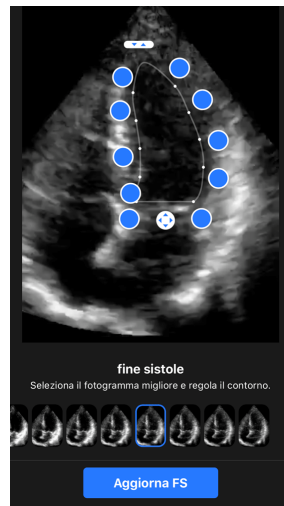 fine sistole
Seleziona il fotogramma migliore e regola il contorno.
Aggiorna FS